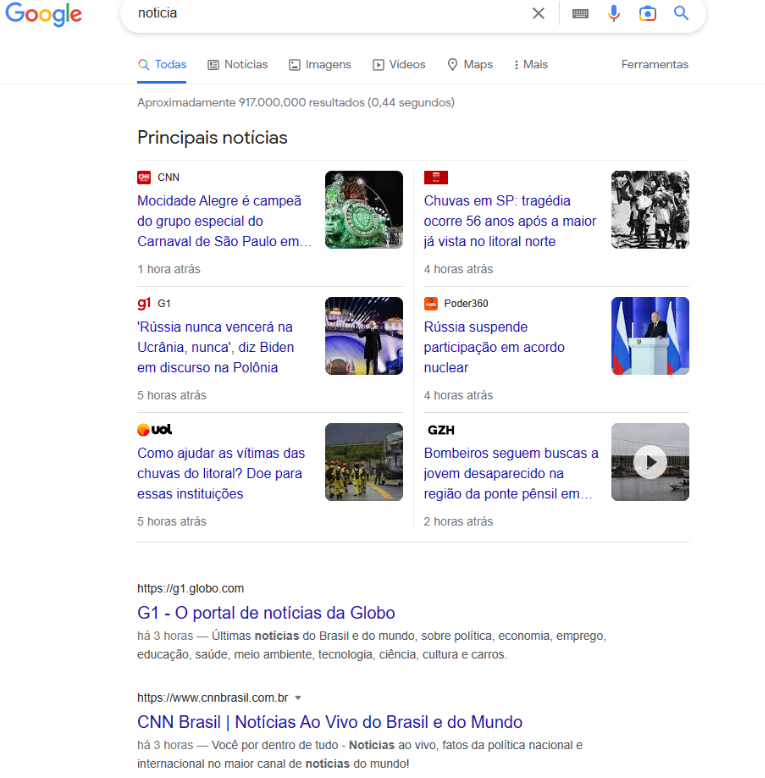 Google
noticia
Todas
Notícias
Imagens
Vídeos
Maps
Mais
Ferramentas
Aproximadamente 917.000.000 resultados (0,44 segundos)
Principais notícias
CNN
CNN
Mocidade Alegre é campeã
do grupo especial do
Carnaval de São Paulo em...
1 hora atrás
Chuvas em SP: tragédia
ocorre 56 anos após a maior
já vista no litoral norte
4 horas atrás
g1 G1
'Rússia nunca vencerá na
Ucrânia, nunca', diz Biden
em discurso na Polônia
5 horas atrás
Poder360
Rússia suspende
participação em acordo
nuclear
4 horas atrás
UOL
Como ajudar as vítimas das
chuvas do litoral? Doe para
essas instituições
5 horas atrás
GZH
Bombeiros seguem buscas a
jovem desaparecido na
região da ponte pênsil em...
2 horas atrás
https://g1.globo.com
G1 - O portal de notícias da Globo
há 3 horas — Últimas notícias do Brasil e do mundo, sobre política, economia, emprego,
educação, saúde, meio ambiente, tecnologia, ciência, cultura e carros.
https://www.cnnbrasil.com.br
CNN Brasil | Notícias Ao Vivo do Brasil e do Mundo
há 3 horas — Você por dentro de tudo - Notícias ao vivo, fatos da política nacional e
internacional no maior canal de notícias do mundo!